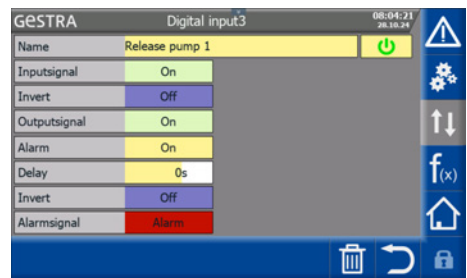 GESTRA Digital input3 08:04:21
28.10.24
Name Release pump 1
Inputsignal On
Invert Off
Outputsignal On
Alarm On
Delay 0s
Invert Off
Alarmsignal Alarm
f(x)